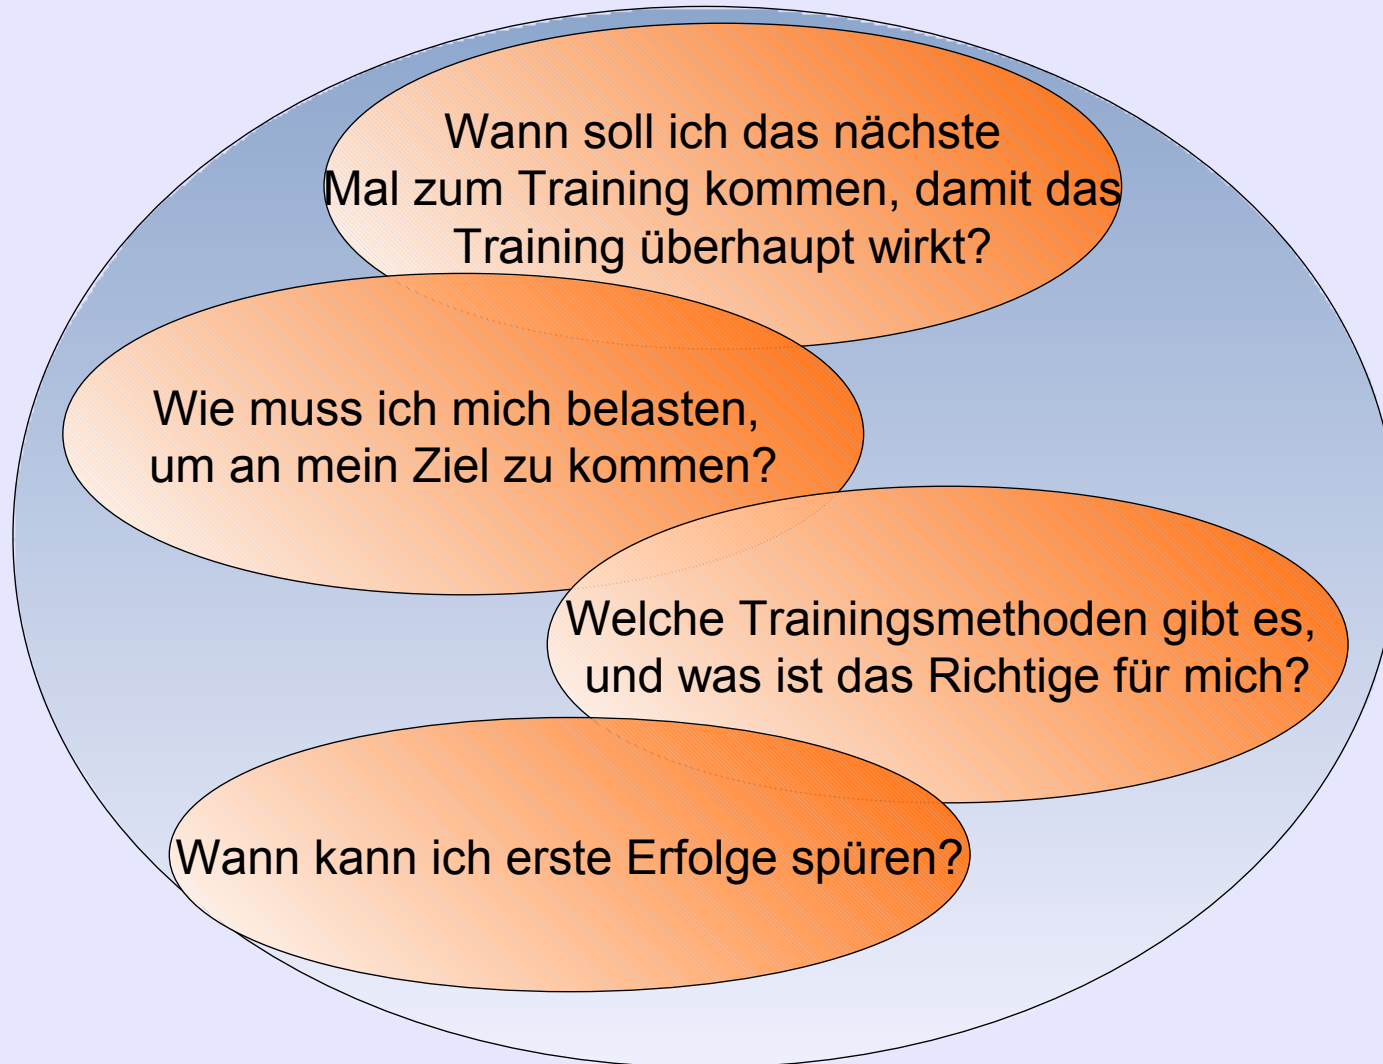 Wann soll ich das nächste
Mal zum Training kommen, damit das
Training überhaupt wirkt?
Wie muss ich mich belasten,
um an mein Ziel zu kommen?
Welche Trainingsmethoden gibt es,
und was ist das Richtige für mich?
Wann kann ich erste Erfolge spüren?